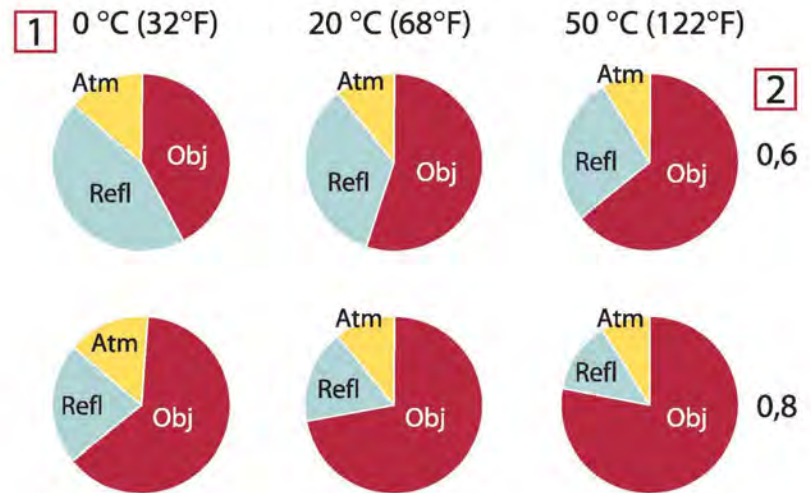 1 0 °C (32°F) 20 °C (68°F) 50 °C (122°F)
Atm Atm Atm 2
Obj Obj Obj 0,6
Refl Refl Refl
Atm Atm Atm
Refl Refl Refl
Obj Obj Obj 0,8